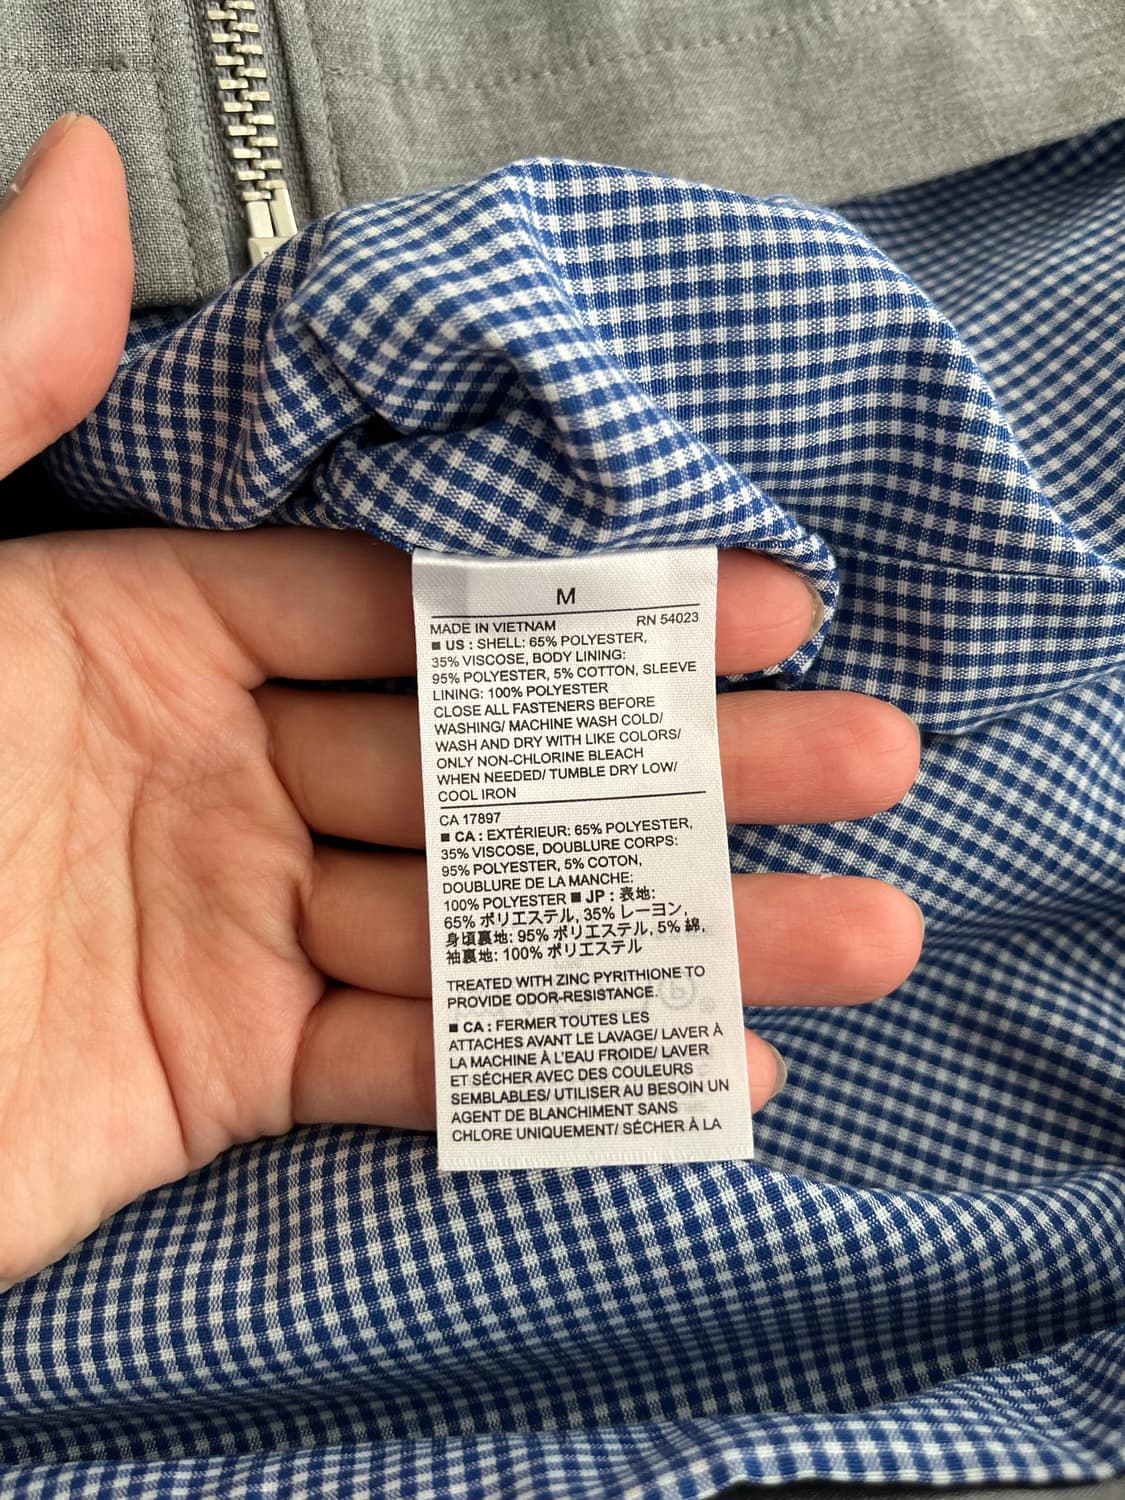 M
MADE IN VIETNAM RN 54023
■ US : SHELL: 65% POLYESTER,
35% VISCOSE, BODY LINING:
95% POLYESTER, 5% COTTON, SLEEVE
LINING: 100% POLYESTER
CLOSE ALL FASTENERS BEFORE
WASHING/ MACHINE WASH COLD/
WASH AND DRY WITH LIKE COLORS/
ONLY NON-CHLORINE BLEACH
WHEN NEEDED/ TUMBLE DRY LOW/
COOL IRON
CA 17897
■ CA : EXTÉRIEUR: 65% POLYESTER,
35% VISCOSE, DOUBLURE CORPS:
95% POLYESTER, 5% COTON,
DOUBLURE DE LA MANCHE:
100% POLYESTER ■ JP : 表地:
65% ポリエステル, 35% レーヨン,
身頃裏地: 95% ポリエステル, 5% 綿,
袖裏地: 100% ポリエステル
TREATED WITH ZINC PYRITHIONE TO
PROVIDE ODOR-RESISTANCE.
■ CA : FERMER TOUTES LES
ATTACHES AVANT LE LAVAGE/ LAVER À
LA MACHINE À L'EAU FROIDE/ LAVER
ET SÉCHER AVEC DES COULEURS
SEMBLABLES/ UTILISER AU BESOIN UN
AGENT DE BLANCHIMENT SANS
CHLORE UNIQUEMENT/ SÉCHER À LA